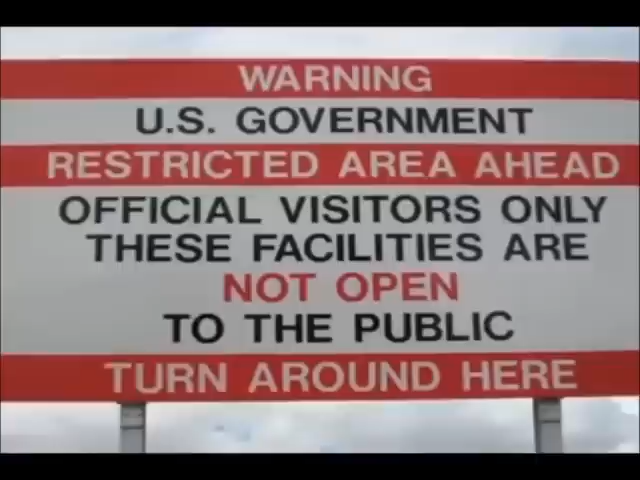 WARNING
U.S. GOVERNMENT
RESTRICTED AREA AHEAD
OFFICIAL VISITORS ONLY
THESE FACILITIES ARE
NOT OPEN
TO THE PUBLIC
TURN AROUND HERE